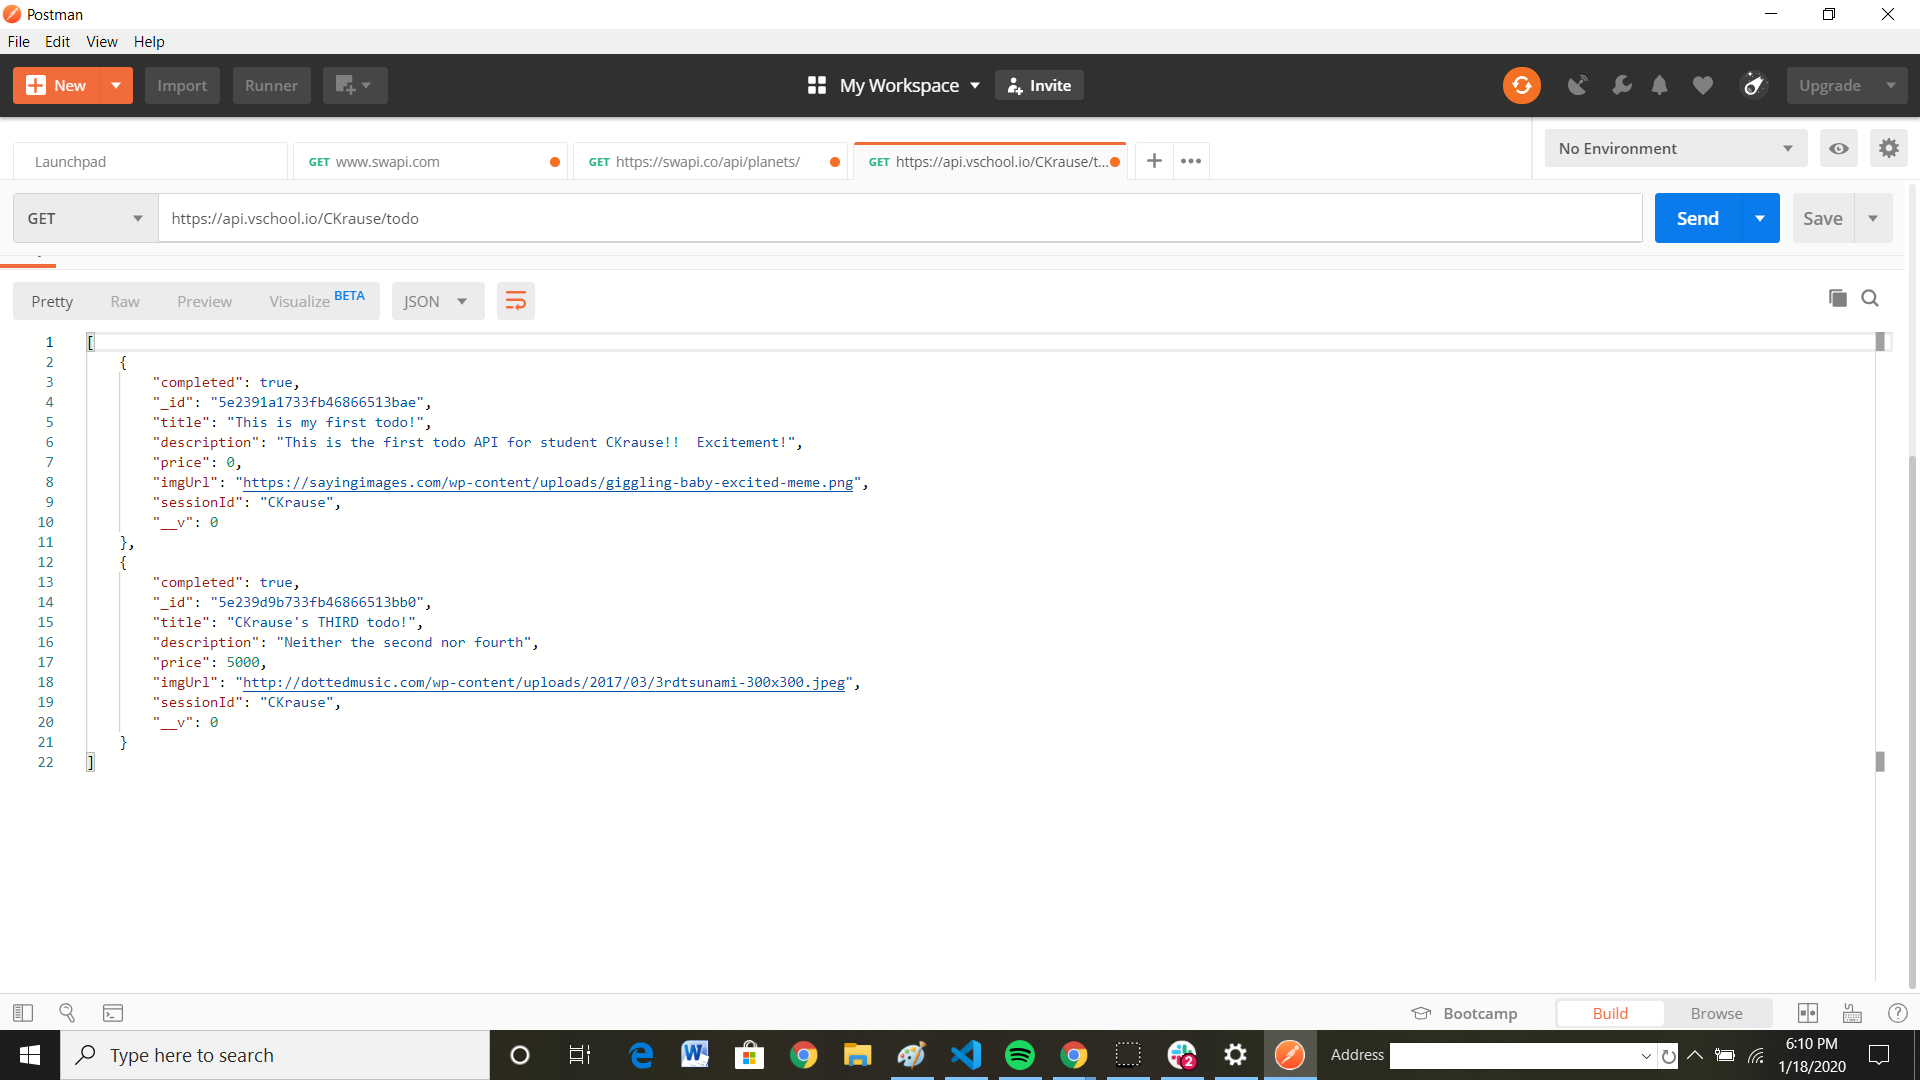 Postman
File Edit View Help
New Import Runner My Workspace Invite Upgrade
Launchpad GET www.swapi.com GET https://swapi.co/api/planets/ GET https://api.vschool.io/CKrause/t... + ••• No Environment
GET https://api.vschool.io/CKrause/todo Send Save
Pretty Raw Preview Visualize BETA JSON
1 [
2 {
3 "completed": true,
4 "_id": "5e2391a1733fb46866513bae",
5 "title": "This is my first todo!",
6 "description": "This is the first todo API for student CKrause!!  Excitement!",
7 "price": 0,
8 "imgUrl": "https://sayingimages.com/wp-content/uploads/giggling-baby-excited-meme.png",
9 "sessionId": "CKrause",
10 "__v": 0
11 },
12 {
13 "completed": true,
14 "_id": "5e239d9b733fb46866513bb0",
15 "title": "CKrause's THIRD todo!",
16 "description": "Neither the second nor fourth",
17 "price": 5000,
18 "imgUrl": "http://dottedmusic.com/wp-content/uploads/2017/03/3rdtsunami-300x300.jpeg",
19 "sessionId": "CKrause",
20 "__v": 0
21 }
22 ]
Bootcamp Build Browse
Type here to search 2 Address 6:10 PM
1/18/2020